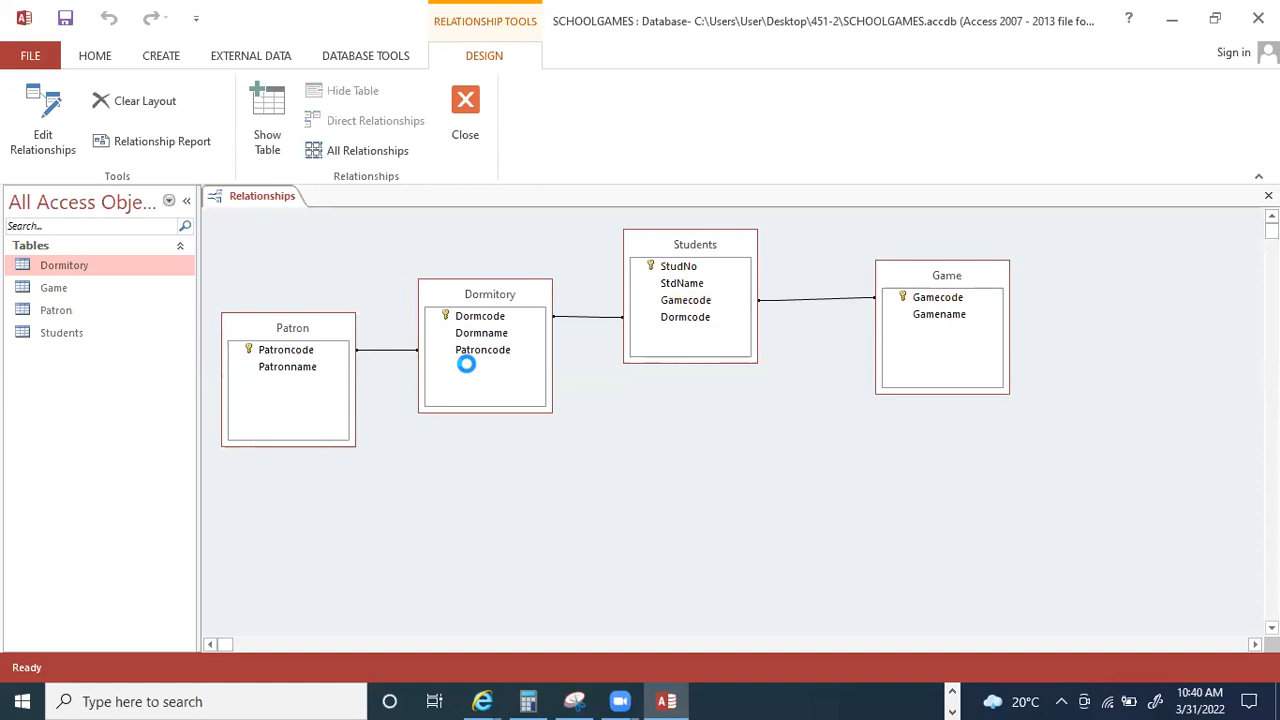 RELATIONSHIP TOOLS
SCHOOLGAMES : Database- C:\Users\User\Desktop\451-2\SCHOOLGAMES.accdb (Access 2007 - 2013 file fo...
?
FILE
HOME
CREATE
EXTERNAL DATA
DATABASE TOOLS
DESIGN
Sign in
Edit
Relationships
Clear Layout
Relationship Report
Tools
Show
Table
Hide Table
Direct Relationships
All Relationships
Relationships
Close
All Access Obje...
Search...
Tables
Dormitory
Game
Patron
Students
Relationships
Patron
Patroncode
Patronname
Dormitory
Dormcode
Dormname
Patroncode
Students
StudNo
StdName
Gamecode
Dormcode
Game
Gamecode
Gamename
Ready
Type here to search
20°C
10:40 AM
3/31/2022